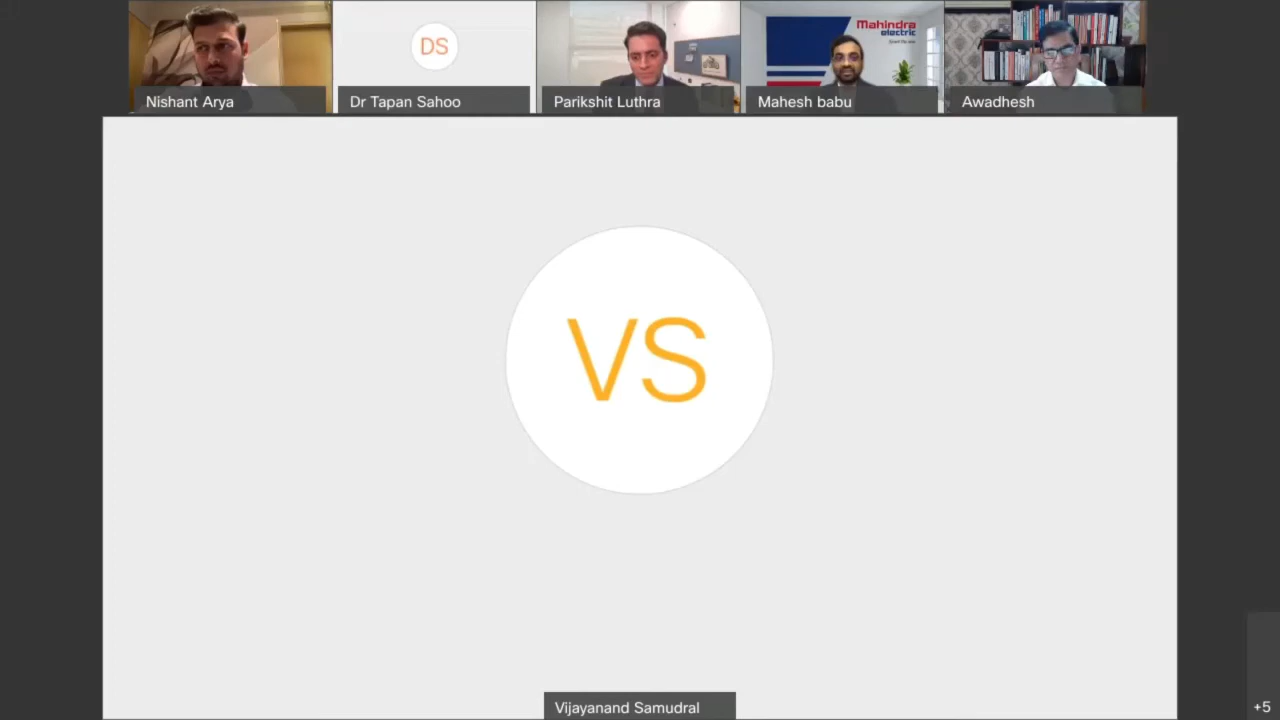 DS
Mahindra
electric
Nishant Arya
Dr Tapan Sahoo
Parikshit Luthra
Mahesh babu
Awadhesh
VS
Vijayanand Samudral
+5